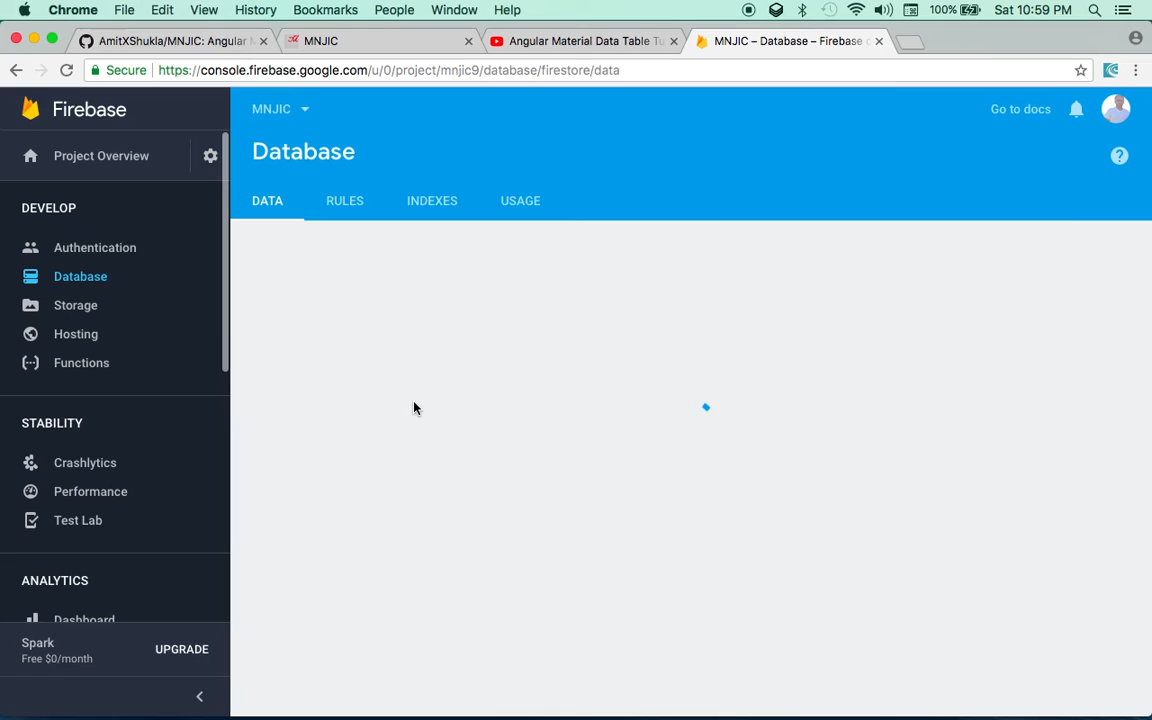 Chrome File Edit View History Bookmarks People Window Help 100% Sat 10:59 PM
AmitXShukla/MNJIC: Angular M
MNJIC
Angular Material Data Table Tu
MNJIC – Database – Firebase c
Secure https://console.firebase.google.com/u/0/project/mnjic9/database/firestore/data
Firebase
MNJIC
Go to docs
Project Overview
Database
DATA RULES INDEXES USAGE
DEVELOP
Authentication
Database
Storage
Hosting
Functions
STABILITY
Crashlytics
Performance
Test Lab
ANALYTICS
Dashboard
Spark
Free $0/month
UPGRADE